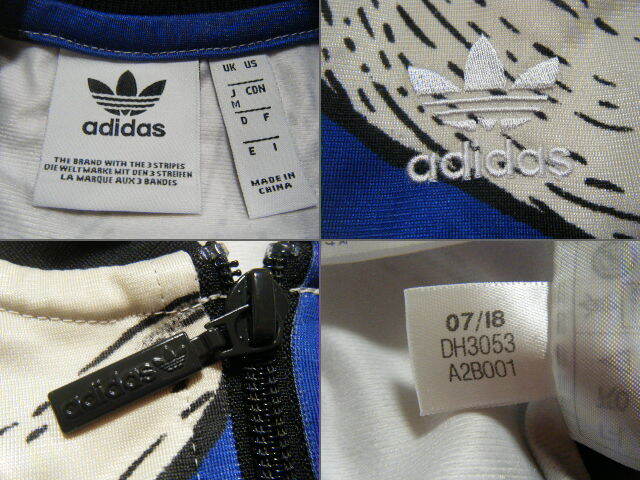 adidas
THE BRAND WITH THE 3 STRIPES
DIE WELTMARKE MIT DEN 3 STREIFEN
LA MARQUE AUX 3 BANDES
UK US
J CDN
M
D F
E I
MADE IN
CHINA
adidas
adidas
07/18
DH3053
A2B001